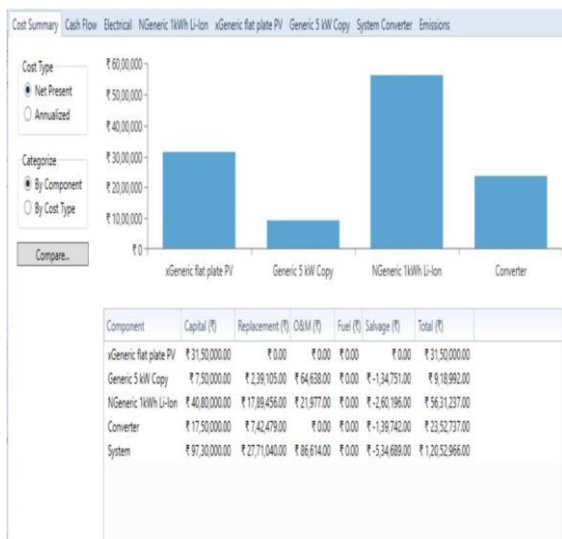 Cost Summary Cash Flow Electrical NGeneric 1kWh Li-Ion xGeneric flat plate PV Generic 5 kW Copy System Converter Emissions
Cost Type
Net Present
Annualized
Categorize
By Component
By Cost Type
Compare...
₹ 60,00,000
₹ 50,00,000
₹ 40,00,000
₹ 30,00,000
₹ 20,00,000
₹ 10,00,000
₹ 0
xGeneric flat plate PV Generic 5 kW Copy NGeneric 1kWh Li-Ion Converter
Component Capital (₹) Replacement (₹) O&M (₹) Fuel (₹) Salvage (₹) Total (₹)
xGeneric flat plate PV ₹ 31,50,000.00 ₹ 0.00 ₹ 0.00 ₹ 0.00 ₹ 0.00 ₹ 31,50,000.00
Generic 5 kW Copy ₹ 7,50,000.00 ₹ 2,39,105.00 ₹ 64,638.00 ₹ 0.00 ₹ -1,34,751.00 ₹ 9,18,992.00
NGeneric 1kWh Li-Ion ₹ 40,80,000.00 ₹ 17,89,456.00 ₹ 21,977.00 ₹ 0.00 ₹ -2,60,196.00 ₹ 56,31,237.00
Converter ₹ 17,50,000.00 ₹ 7,42,479.00 ₹ 0.00 ₹ 0.00 ₹ -1,39,742.00 ₹ 23,52,737.00
System ₹ 97,30,000.00 ₹ 27,71,040.00 ₹ 86,614.00 ₹ 0.00 ₹ -5,34,689.00 ₹ 1,20,52,966.00